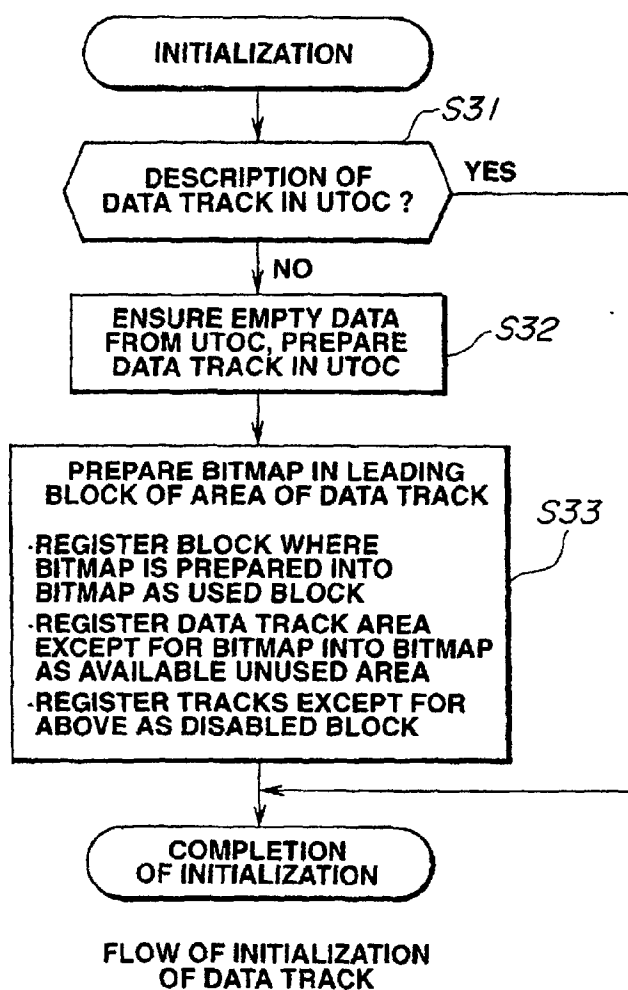 INITIALIZATION
S31
DESCRIPTION OF
DATA TRACK IN UTOC ?
YES
NO
ENSURE EMPTY DATA
FROM UTOC, PREPARE
DATA TRACK IN UTOC
S32
PREPARE BITMAP IN LEADING
BLOCK OF AREA OF DATA TRACK
S33
·REGISTER BLOCK WHERE
BITMAP IS PREPARED INTO
BITMAP AS USED BLOCK
·REGISTER DATA TRACK AREA
EXCEPT FOR BITMAP INTO BITMAP
AS AVAILABLE UNUSED AREA
·REGISTER TRACKS EXCEPT FOR
ABOVE AS DISABLED BLOCK
COMPLETION
OF INITIALIZATION
FLOW OF INITIALIZATION
OF DATA TRACK